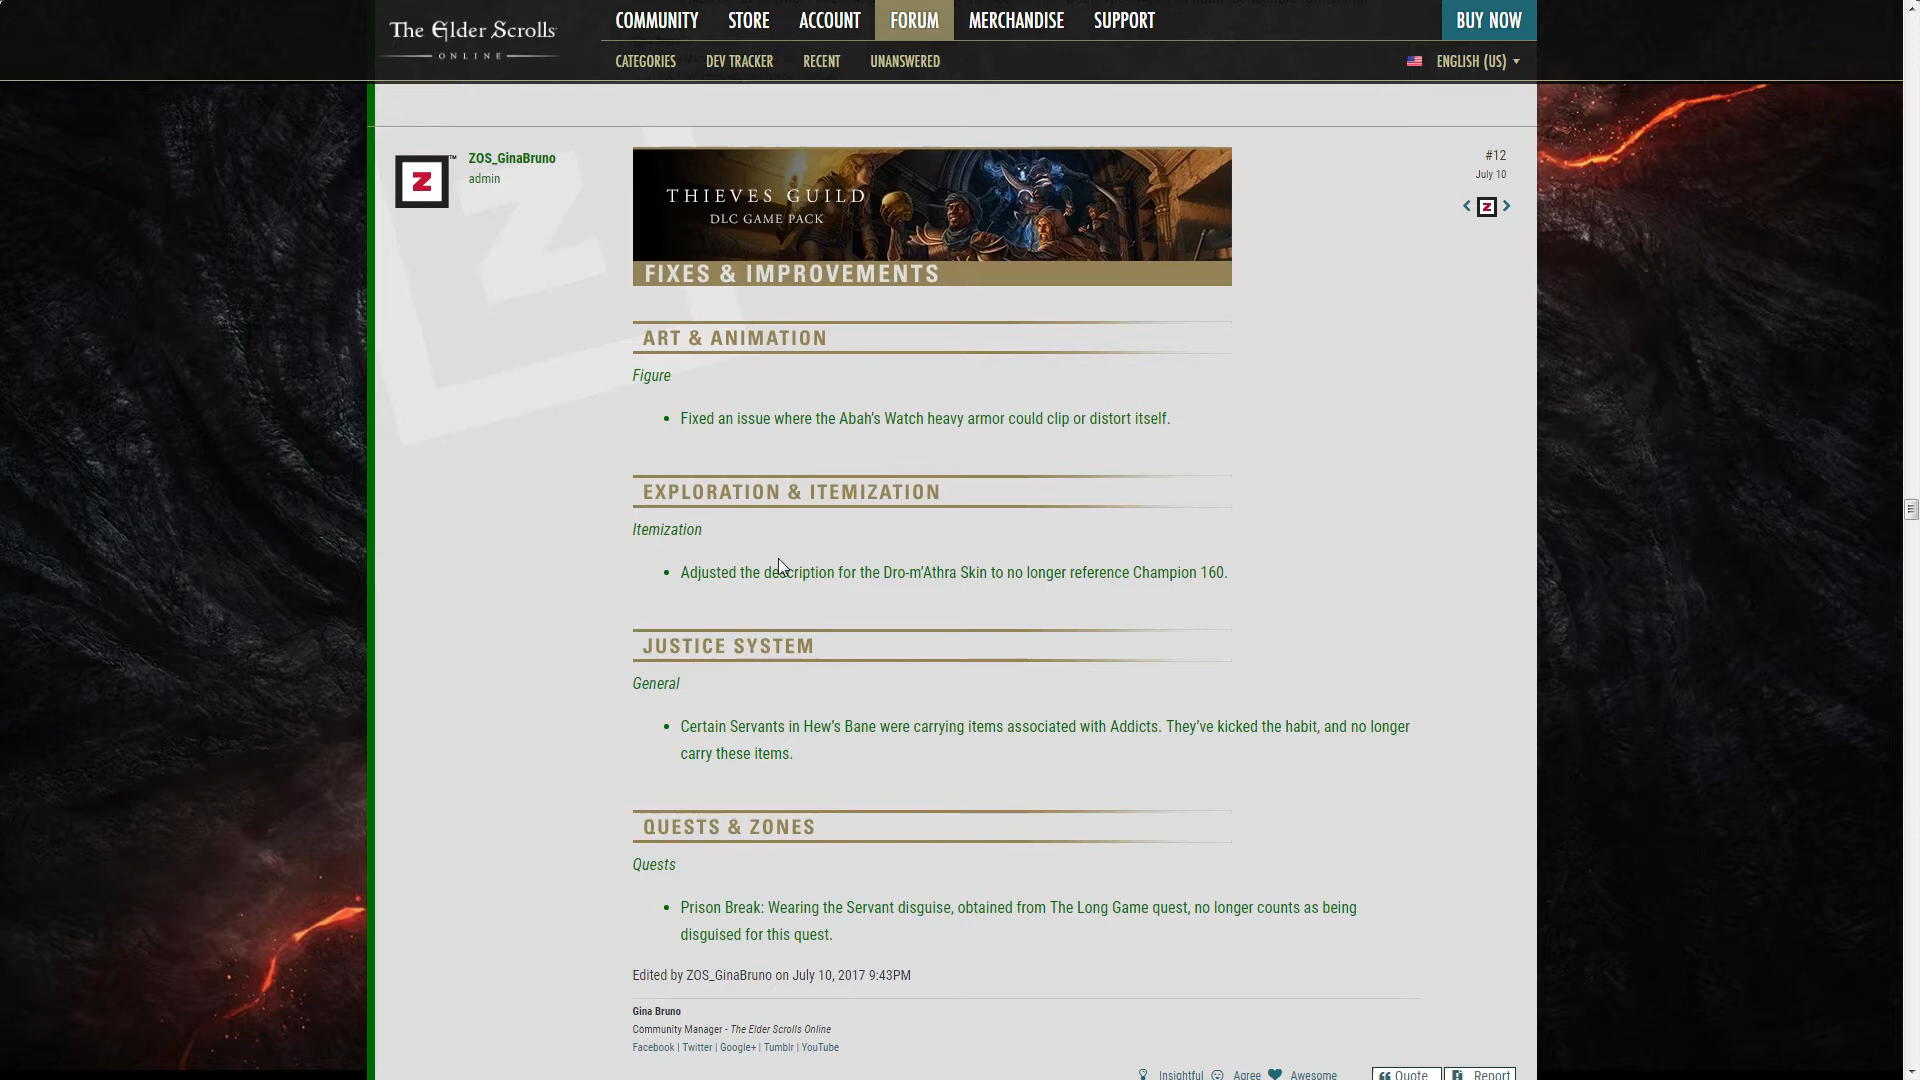 The Elder Scrolls
ONLINE
COMMUNITY STORE ACCOUNT FORUM MERCHANDISE SUPPORT BUY NOW
CATEGORIES DEV TRACKER RECENT UNANSWERED ENGLISH (US)
Z ™
ZOS_GinaBruno
admin
#12
July 10
< Z >
THIEVES GUILD
DLC GAME PACK
FIXES & IMPROVEMENTS
ART & ANIMATION
Figure
• Fixed an issue where the Abah's Watch heavy armor could clip or distort itself.
EXPLORATION & ITEMIZATION
Itemization
• Adjusted the description for the Dro-m'Athra Skin to no longer reference Champion 160.
JUSTICE SYSTEM
General
• Certain Servants in Hew's Bane were carrying items associated with Addicts. They've kicked the habit, and no longer
carry these items.
QUESTS & ZONES
Quests
• Prison Break: Wearing the Servant disguise, obtained from The Long Game quest, no longer counts as being
disguised for this quest.
Edited by ZOS_GinaBruno on July 10, 2017 9:43PM
Gina Bruno
Community Manager - The Elder Scrolls Online
Facebook | Twitter | Google+ | Tumblr | YouTube
Insightful Agree Awesome Quote Report